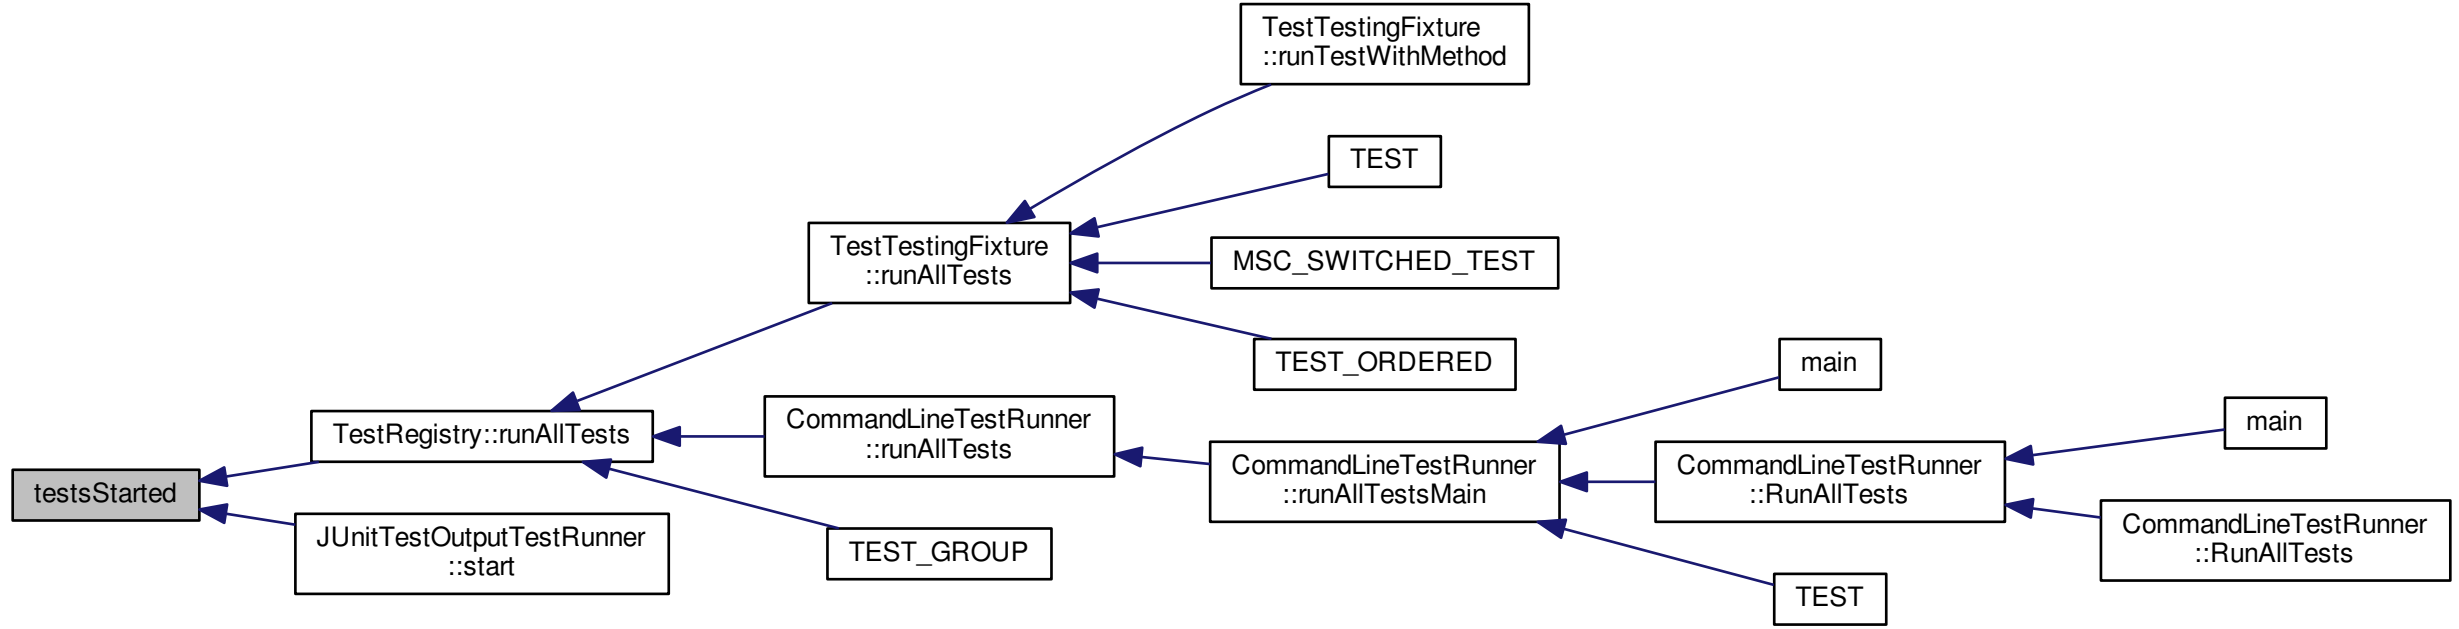 TestTestingFixture
::runTestWithMethod
TEST
TestTestingFixture
::runAllTests
MSC_SWITCHED_TEST
TEST_ORDERED
main
CommandLineTestRunner
::runAllTests
main
TestRegistry::runAllTests
CommandLineTestRunner
::runAllTestsMain
CommandLineTestRunner
::RunAllTests
testsStarted
CommandLineTestRunner
::RunAllTests
JUnitTestOutputTestRunner
::start
TEST_GROUP
TEST